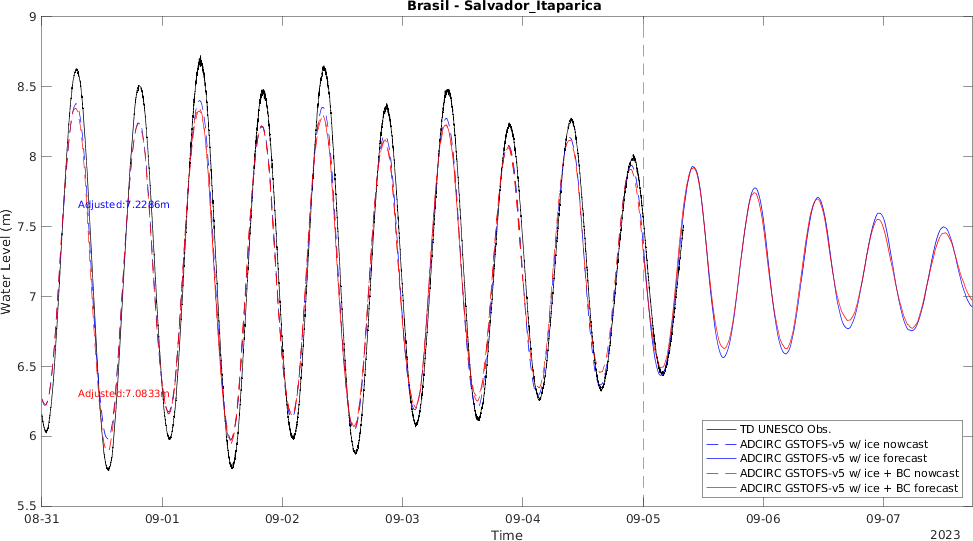 Brasil - Salvador_Itaparica
Water Level (m)
9
8.5
8
7.5
7
6.5
6
5.5
Adjusted:7.2286m
Adjusted:7.0833m
TD UNESCO Obs.
ADCIRC GSTOFS-v5 w/ ice nowcast
ADCIRC GSTOFS-v5 w/ ice forecast
ADCIRC GSTOFS-v5 w/ ice + BC nowcast
ADCIRC GSTOFS-v5 w/ ice + BC forecast
08-31 09-01 09-02 09-03 09-04 09-05 09-06 09-07
Time
2023